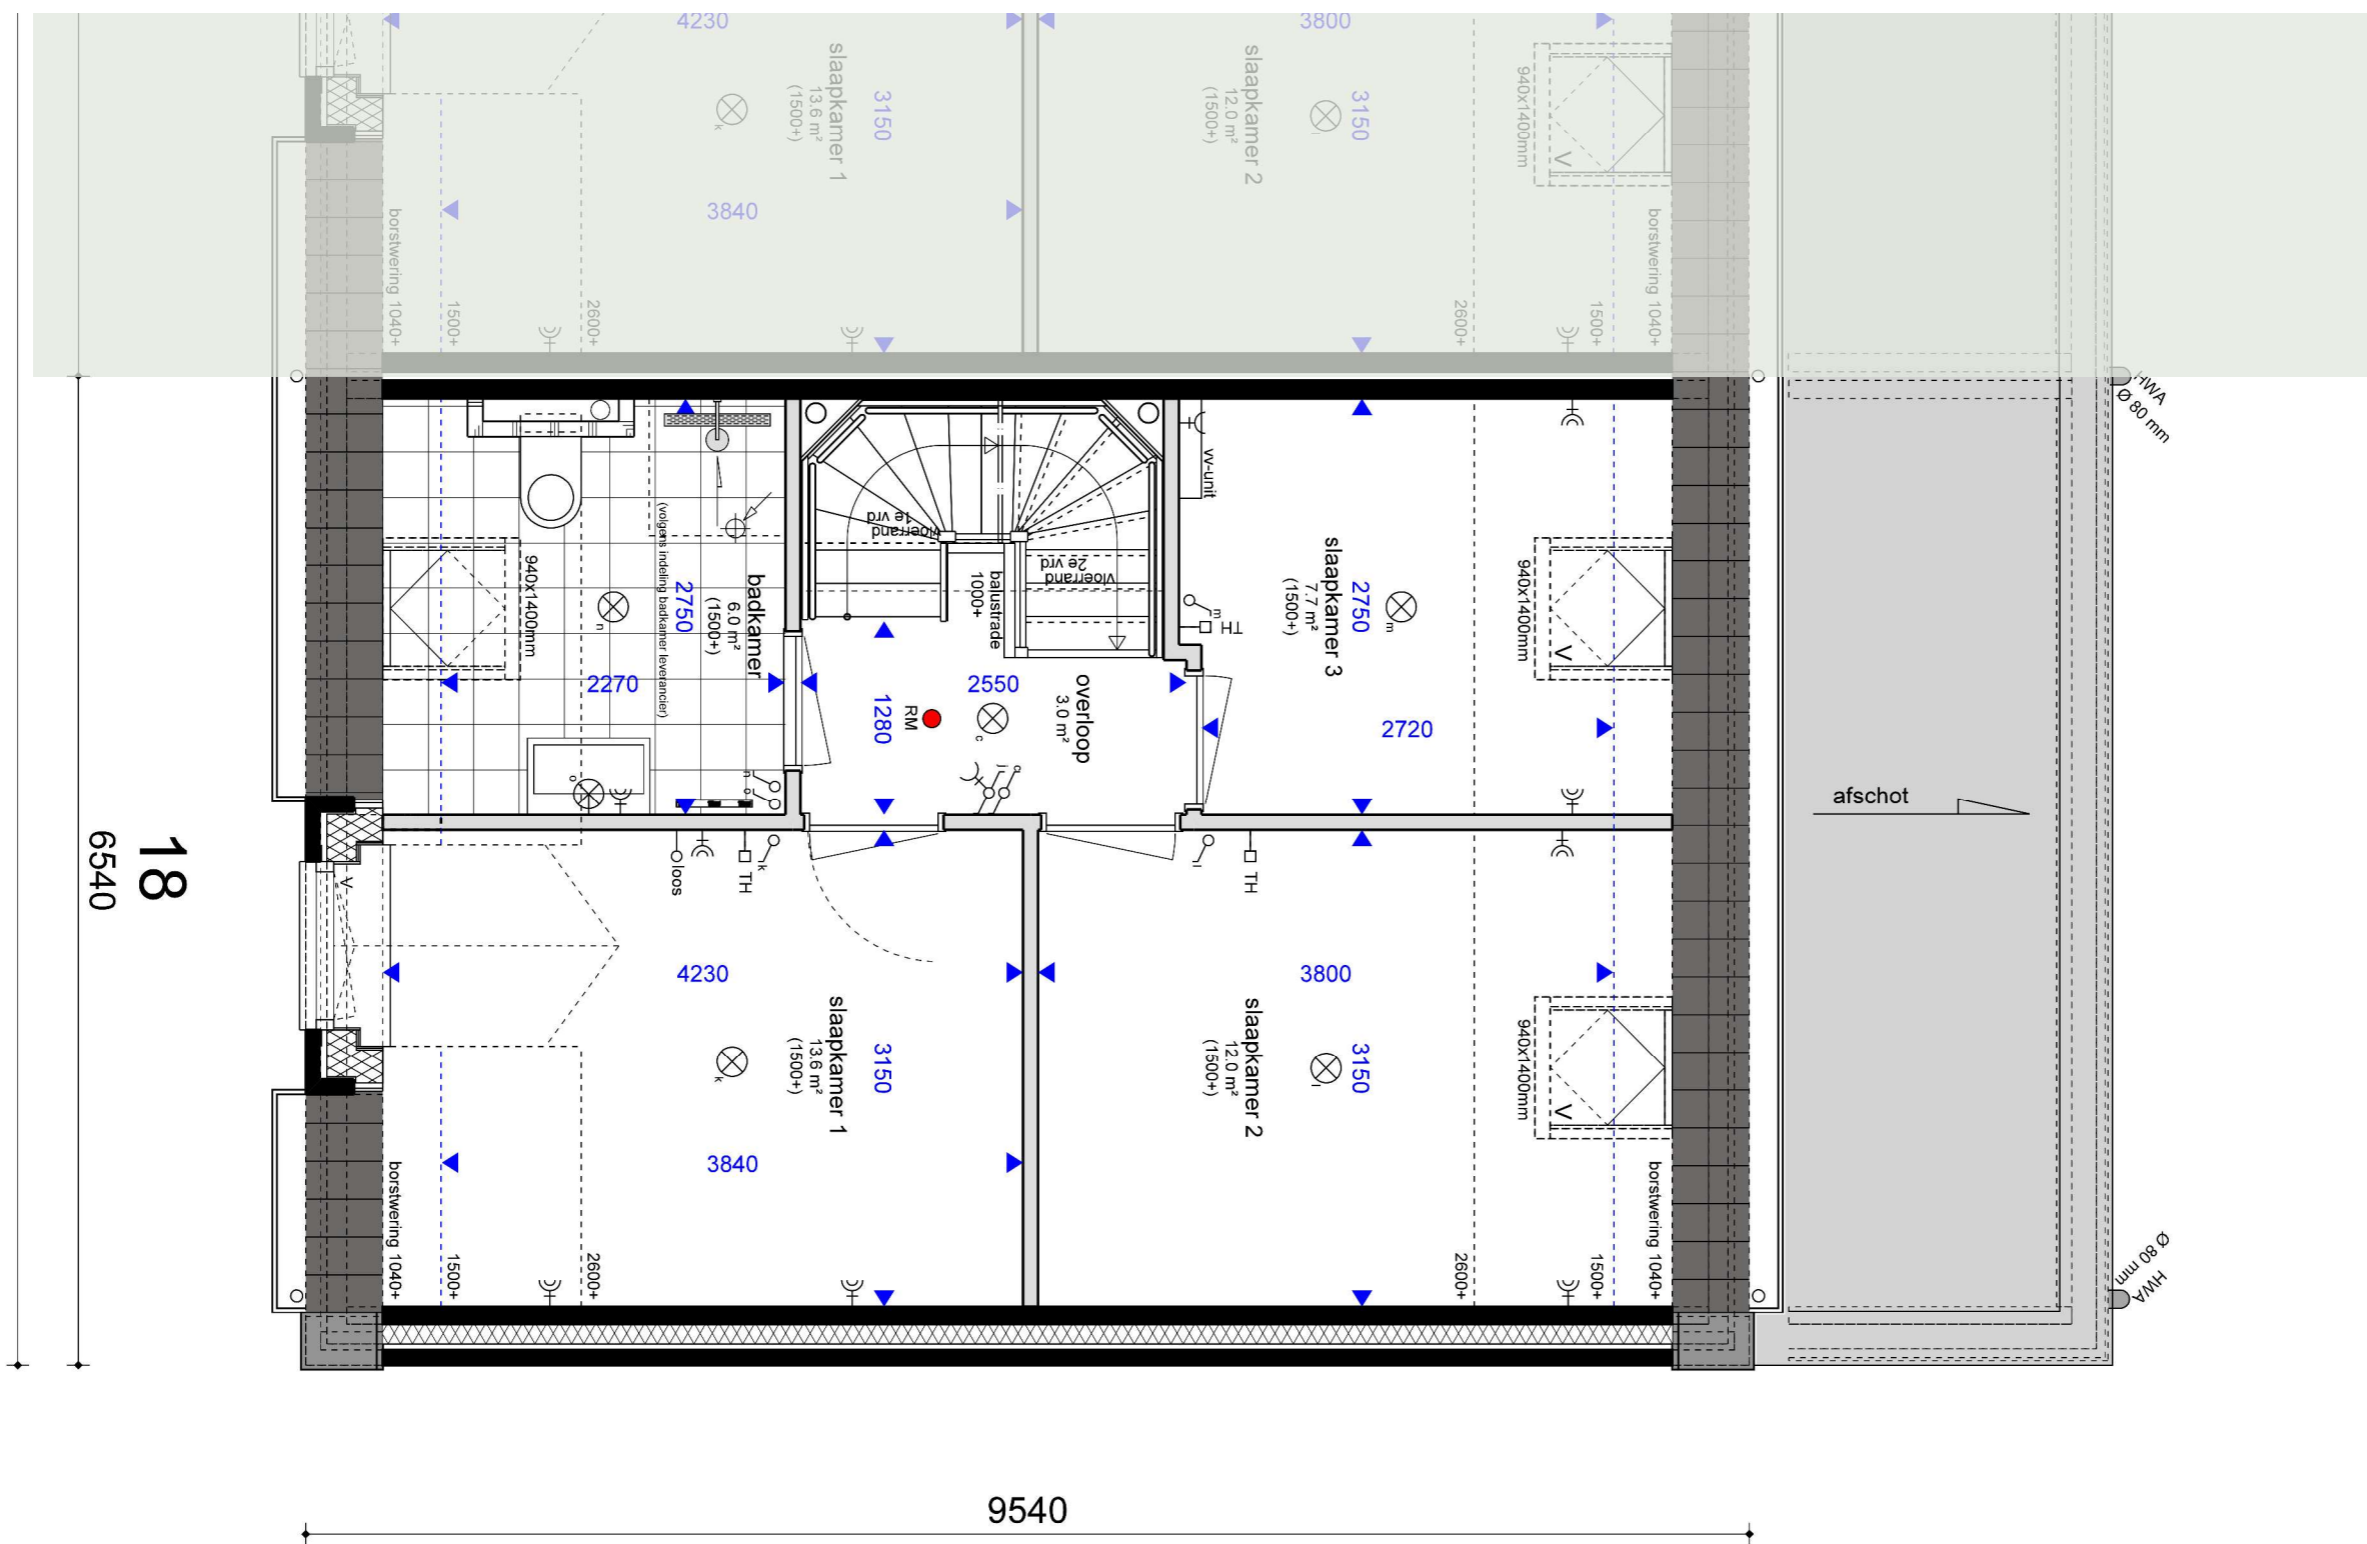 4230
3800
slaapkamer 1
13.6 m²
(1500+)
3150
slaapkamer 2
12.0 m²
(1500+)
3150
940x1400mm
V
k
l
3840
borstwering 1040+
1500+
2600+
2600+
1500+
borstwering 1040+
HWA
Ø 80 mm
vv-unit
vloerrand
1e vrd
vloerrand
2e vrd
balustrade
1000+
(volgens indeling badkamer leverancier)
940x1400mm
n
2750
badkamer
6.0 m²
(1500+)
2270
m
TH
slaapkamer 3
7.7 m²
(1500+)
2750
m
940x1400mm
V
2550
1280
RM
c
overloop
3.0 m²
2720
afschot
n
o
o
j
c
18
6540
V
loos
TH
k
l
TH
4230
3800
slaapkamer 1
13.6 m²
(1500+)
3150
k
slaapkamer 2
12.0 m²
(1500+)
3150
l
940x1400mm
V
3840
borstwering 1040+
1500+
2600+
2600+
1500+
borstwering 1040+
Ø 80 mm
HWA
9540